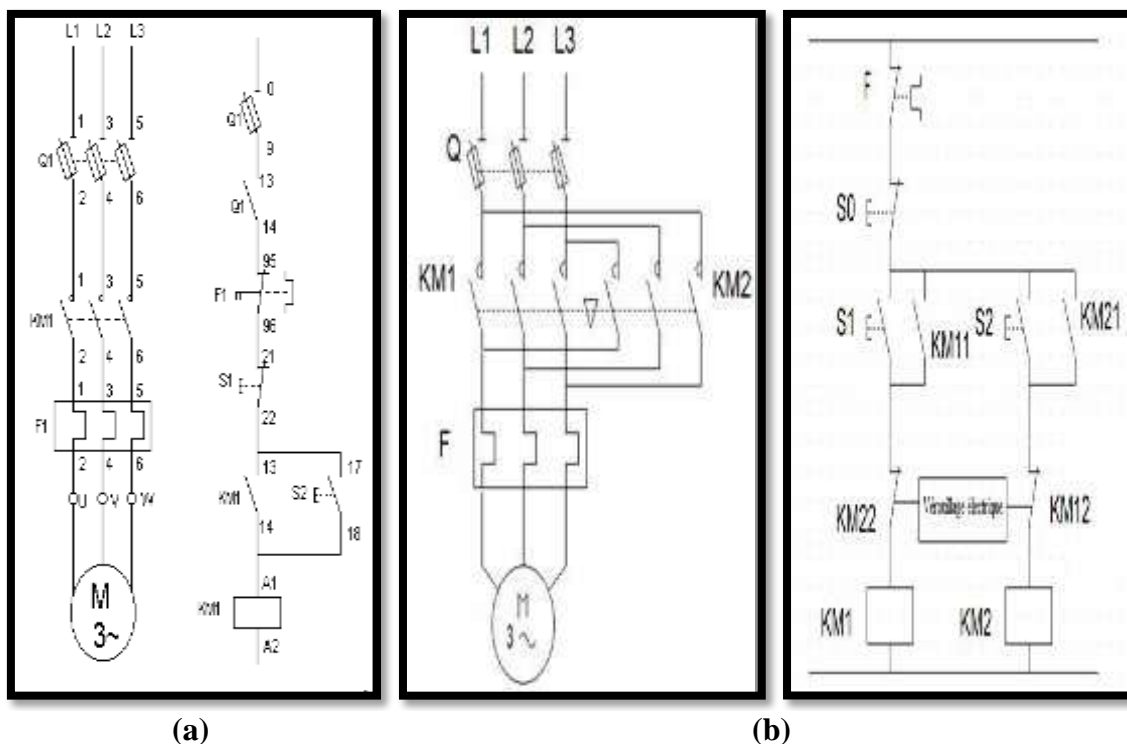 L1 L2 L3
1 3 5
Q1
2 4 6
1 3 5
KM1
2 4 6
1 3 5
F1
2 4 6
U V W
M
3~
0
Q1
9
13
Q1
14
95
F1
96
21
S1
22
13 17
KM1 S2
14 18
A1
KM1
A2
L1 L2 L3
Q
KM1 KM2
F
M
3~
F
S0
S1 KM11 S2 KM21
KM22 Verrouillage électrique KM12
KM1 KM2
(a) (b)